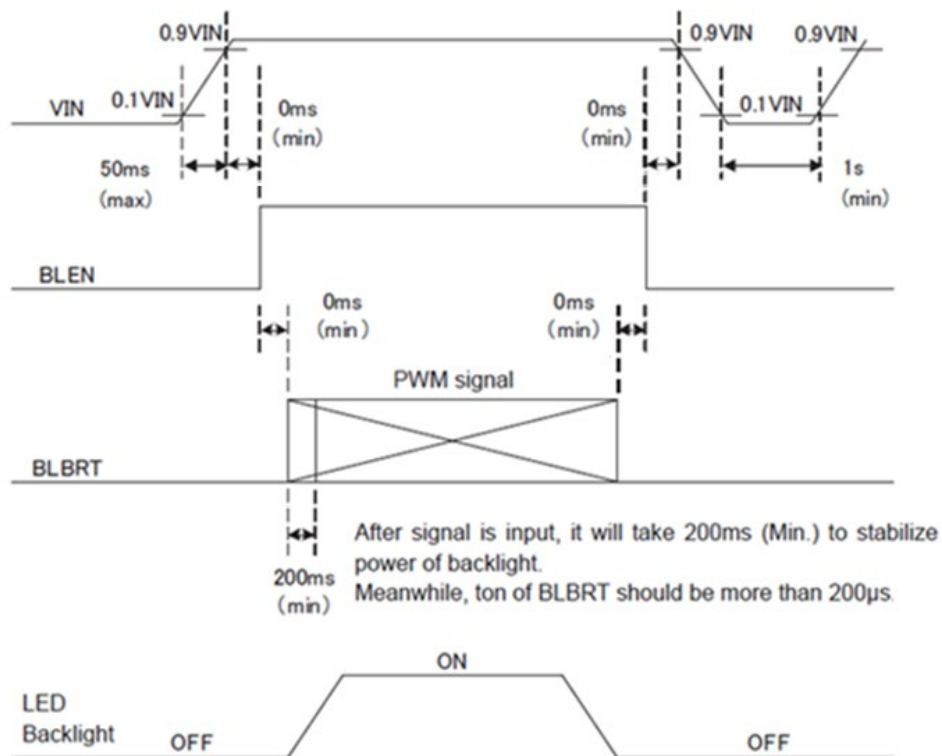 0.9VIN
0.9VIN
0.9VIN
VIN
0.1VIN
0ms
(min)
0ms
(min)
0.1VIN
50ms
(max)
1s
(min)
BLEN
0ms
(min)
0ms
(min)
PWM signal
BLBRT
200ms
(min)
After signal is input, it will take 200ms (Min.) to stabilize
power of backlight.
Meanwhile, ton of BLBRT should be more than 200μs.
ON
LED
Backlight
OFF
OFF